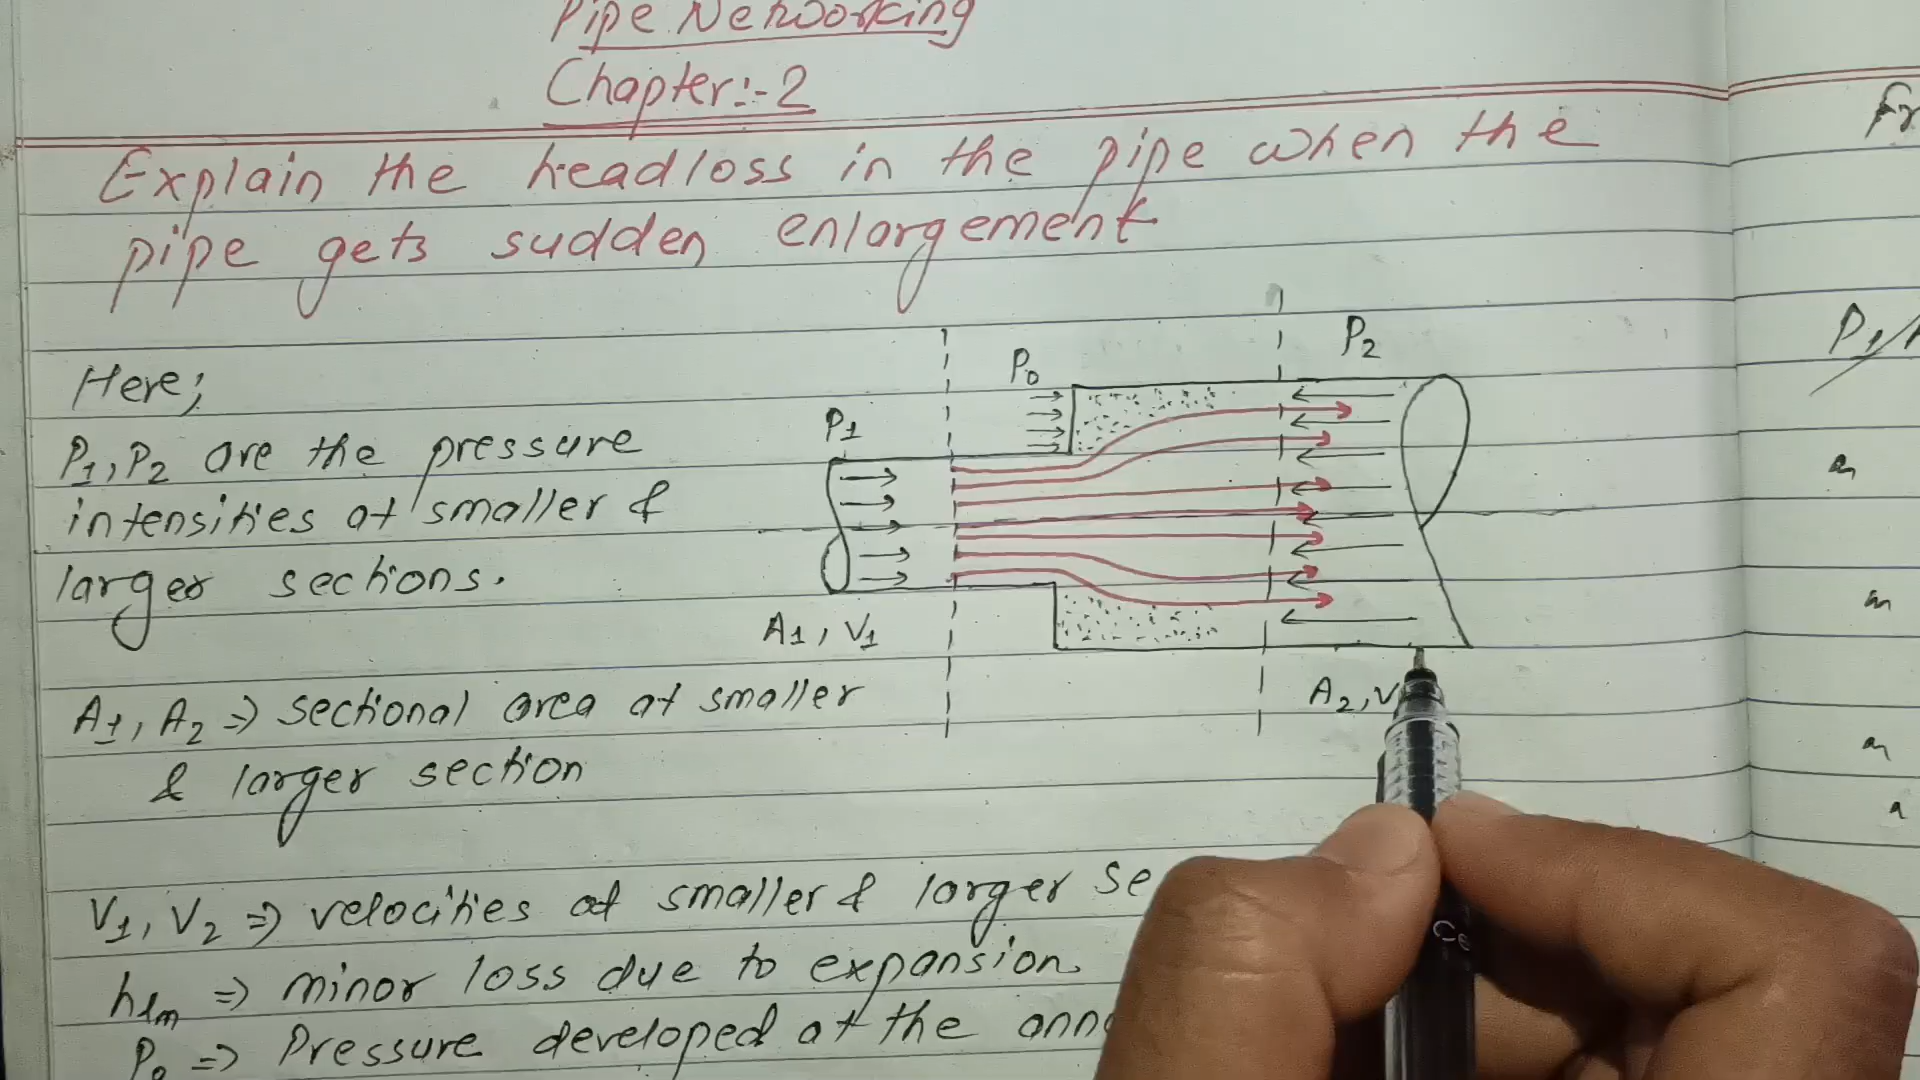 Pipe Networking
Chapter:-2
Explain the headloss in the pipe when the
pipe gets sudden enlargement
Here;
P1, P2 are the pressure
intensities at smaller &
larger sections.
A1, A2 => sectional area at smaller
& larger section
V1, V2 => velocities at smaller & larger
hlm => minor loss due to expansion.
P0 => Pressure developed at the
P0
P1
P2
A1, V1
A2,